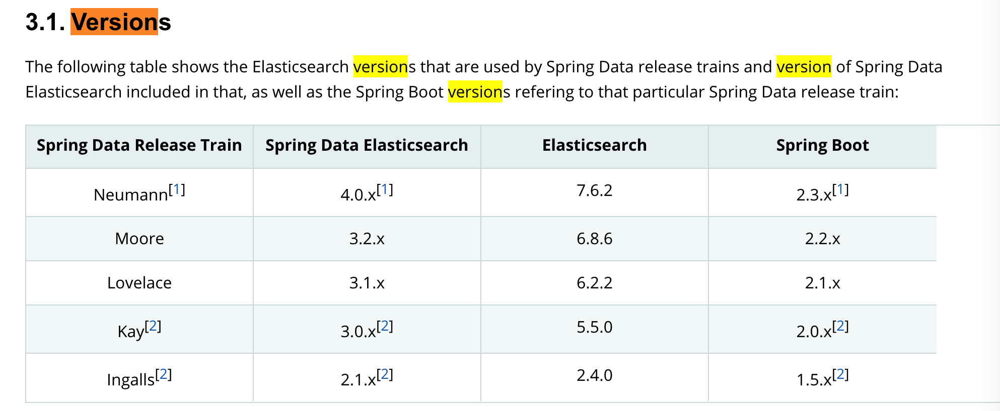 3.1. Versions
The following table shows the Elasticsearch versions that are used by Spring Data release trains and version of Spring Data
Elasticsearch included in that, as well as the Spring Boot versions refering to that particular Spring Data release train:
Spring Data Release Train Spring Data Elasticsearch Elasticsearch Spring Boot
Neumann[1] 4.0.x[1] 7.6.2 2.3.x[1]
Moore 3.2.x 6.8.6 2.2.x
Lovelace 3.1.x 6.2.2 2.1.x
Kay[2] 3.0.x[2] 5.5.0 2.0.x[2]
Ingalls[2] 2.1.x[2] 2.4.0 1.5.x[2]